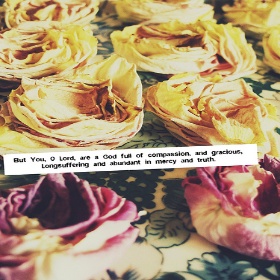 But You, O Lord, are a God full of compassion, and gracious,
Longsuffering and abundant in mercy and truth.